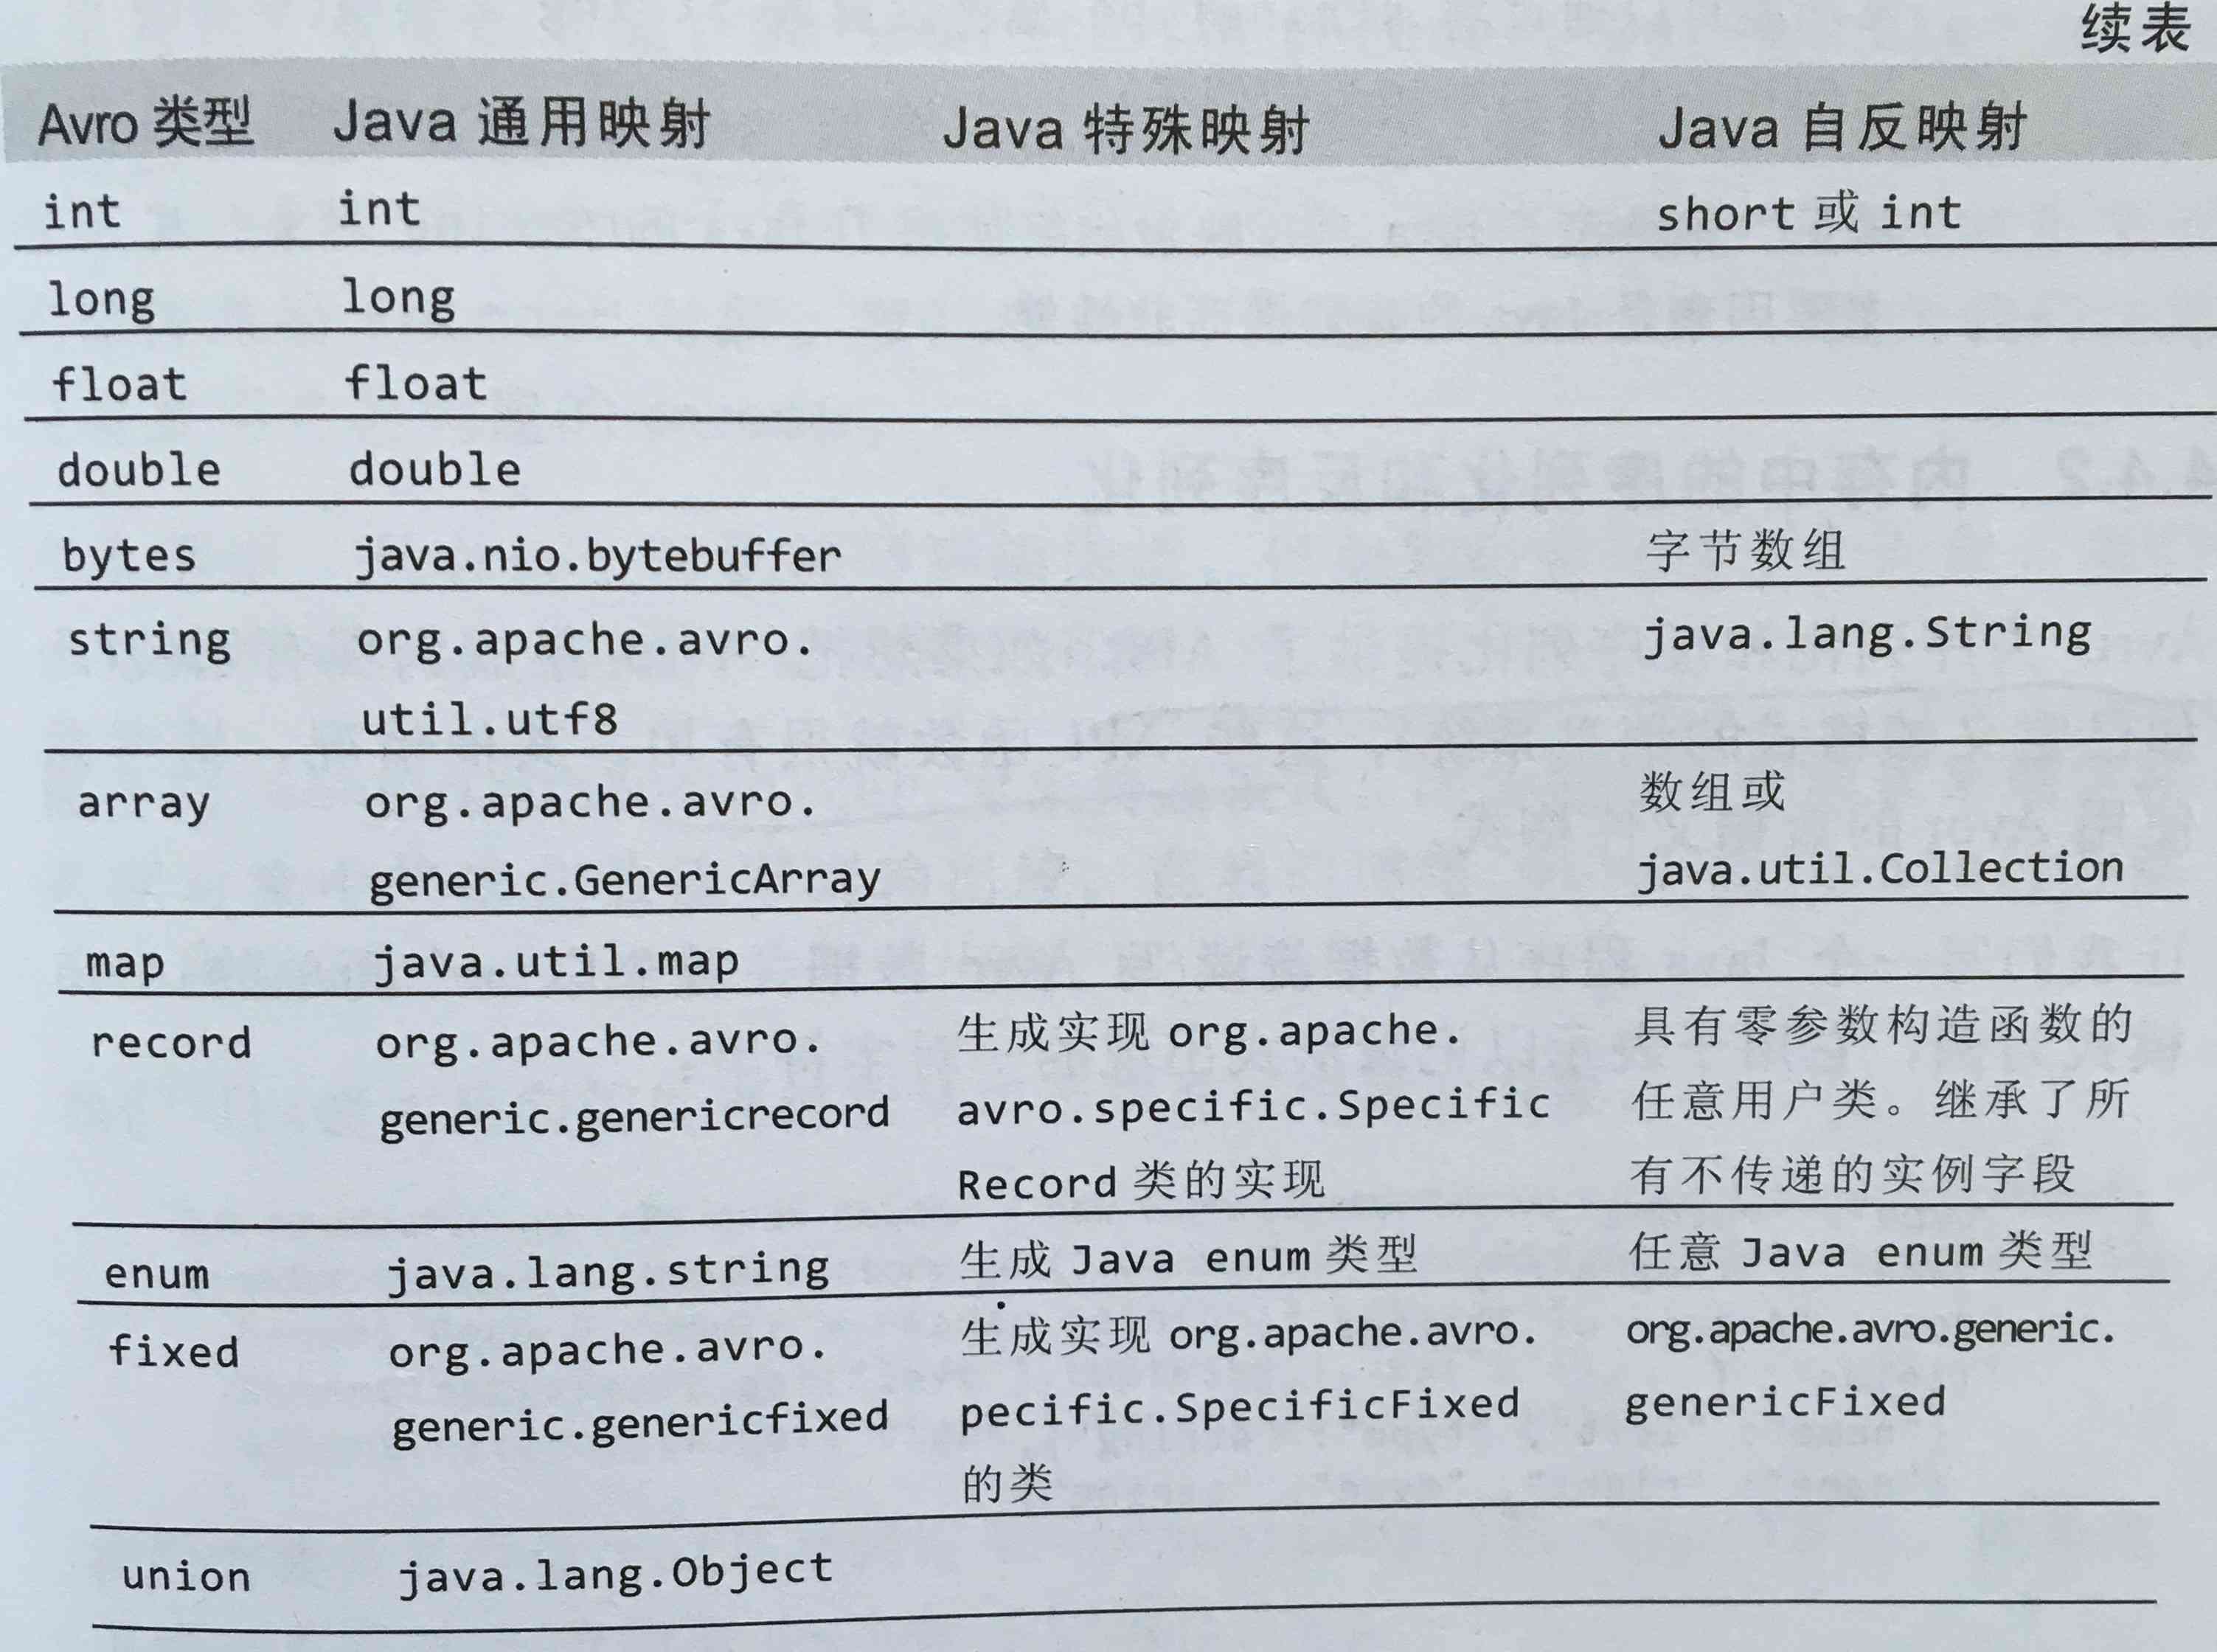 续表
Avro 类型 Java 通用映射 Java 特殊映射 Java 自反映射
int int short 或 int
long long
float float
double double
bytes java.nio.bytebuffer 字节数组
string org.apache.avro. java.lang.String
util.utf8
array org.apache.avro. 数组或
generic.GenericArray java.util.Collection
map java.util.map
record org.apache.avro. 生成实现 org.apache. 具有零参数构造函数的
generic.genericrecord avro.specific.Specific 任意用户类。继承了所
Record 类的实现 有不传递的实例字段
enum java.lang.string 生成 Java enum 类型 任意 Java enum 类型
fixed org.apache.avro. 生成实现 org.apache.avro. org.apache.avro.generic.
generic.genericfixed pecific.SpecificFixed genericFixed
的类
union java.lang.Object